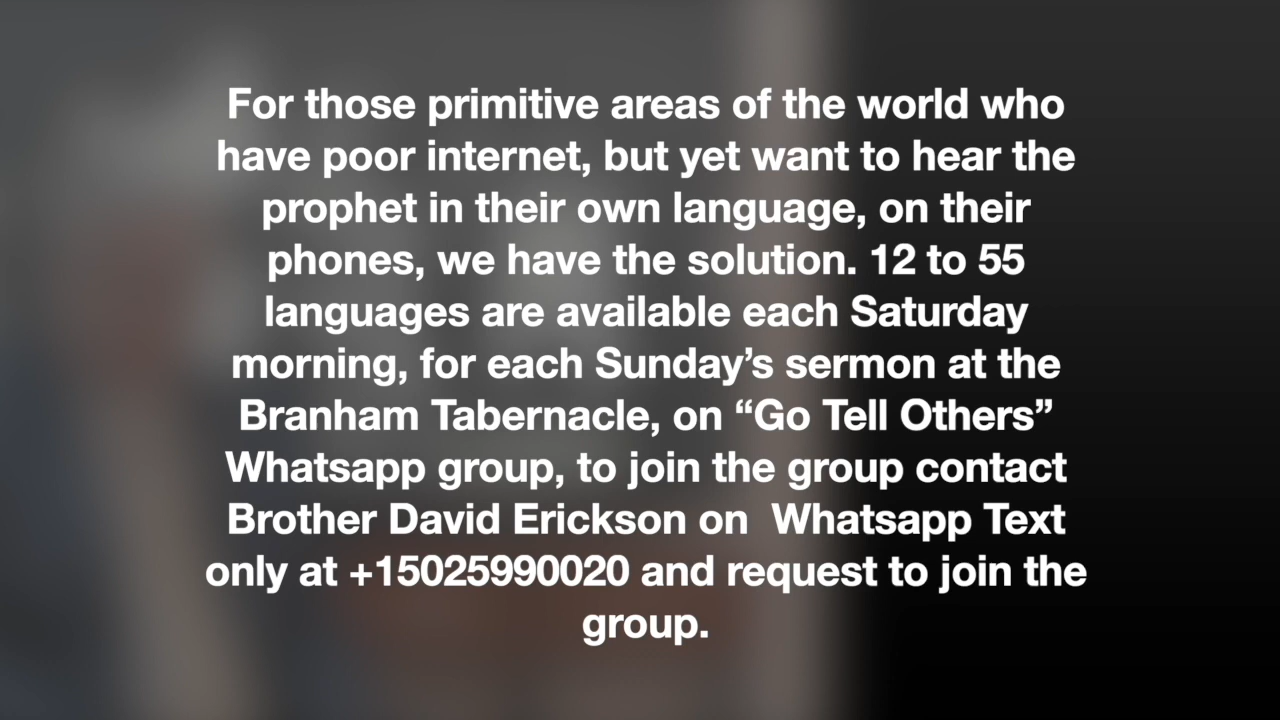 For those primitive areas of the world who
have poor internet, but yet want to hear the
prophet in their own language, on their
phones, we have the solution. 12 to 55
languages are available each Saturday
morning, for each Sunday’s sermon at the
Branham Tabernacle, on “Go Tell Others”
Whatsapp group, to join the group contact
Brother David Erickson on  Whatsapp Text
only at +15025990020 and request to join the
group.